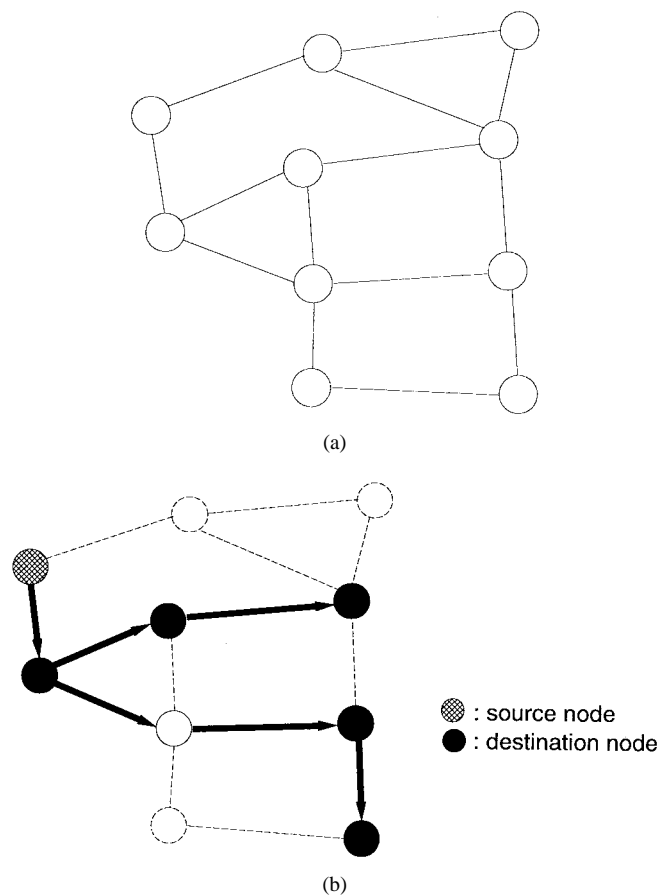 (a)
: source node
: destination node
(b)